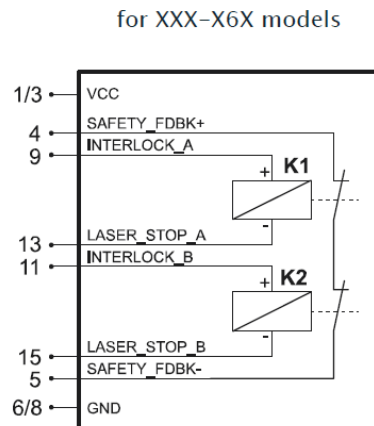 for XXX-X6X models
1/3 VCC
4 SAFETY_FDBK+
9 INTERLOCK_A
+ K1
13 LASER_STOP_A
-
11 INTERLOCK_B
+ K2
15 LASER_STOP_B
-
5 SAFETY_FDBK-
6/8 GND